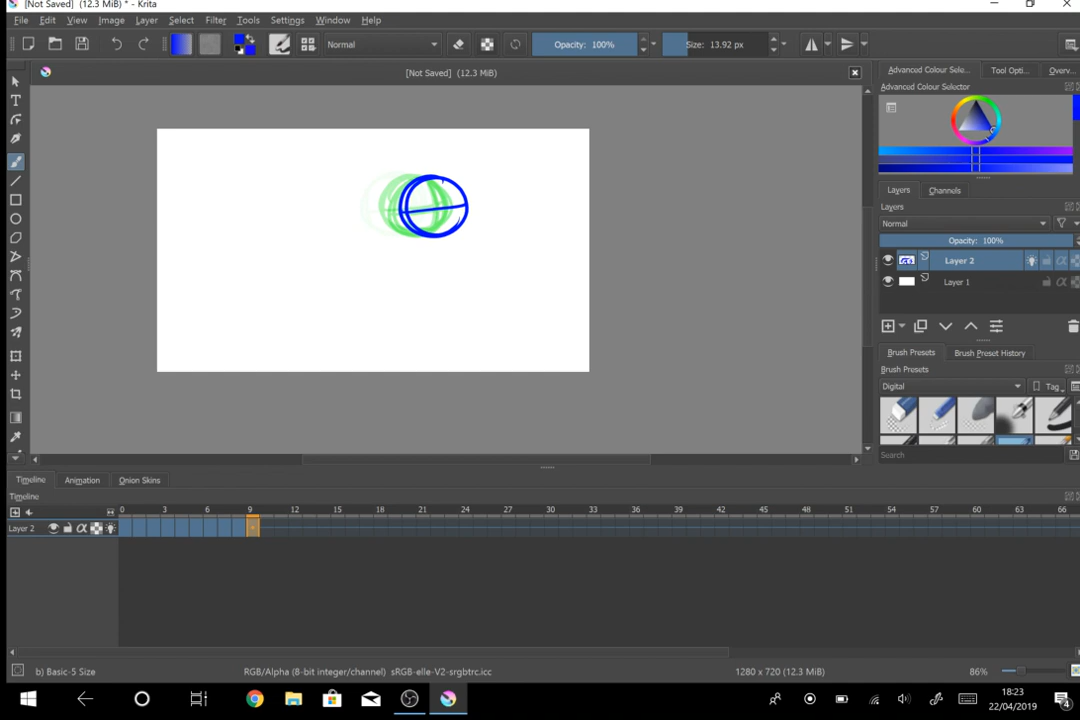 [Not Saved] (12.3 MiB) * - Krita
File Edit View Image Layer Select Filter Tools Settings Window Help
Normal Opacity: 100% Size: 13.92 px
[Not Saved] (12.3 MiB)
Advanced Colour Sele... Tool Opti... Overv...
Advanced Colour Selector
Layers Channels
Layers
Normal
Opacity: 100%
Layer 2
Layer 1
Brush Presets Brush Preset History
Brush Presets
Digital Tag
Search
Timeline Animation Onion Skins
Timeline
0 3 6 9 12 15 18 21 24 27 30 33 36 39 42 45 48 51 54 57 60 63 66
Layer 2
b) Basic-5 Size RGB/Alpha (8-bit integer/channel) sRGB-elle-V2-srgbtrc.icc 1280 x 720 (12.3 MiB) 86%
18:23
22/04/2019
4